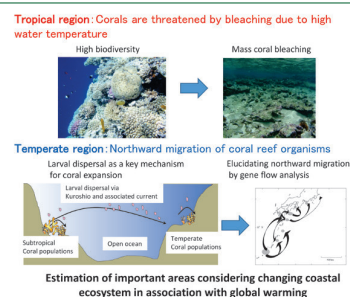 Tropical region: Corals are threatened by bleaching due to high
water temperature
High biodiversity
Mass coral bleaching
Temperate region: Northward migration of coral reef organisms
Larval dispersal as a key mechanism
for coral expansion
Elucidating northward migration
by gene flow analysis
Larval dispersal via
Kuroshio and associated current
Subtropical
Coral populations
Open ocean
Temperate
Coral populations
Estimation of important areas considering changing coastal
ecosystem in association with global warming